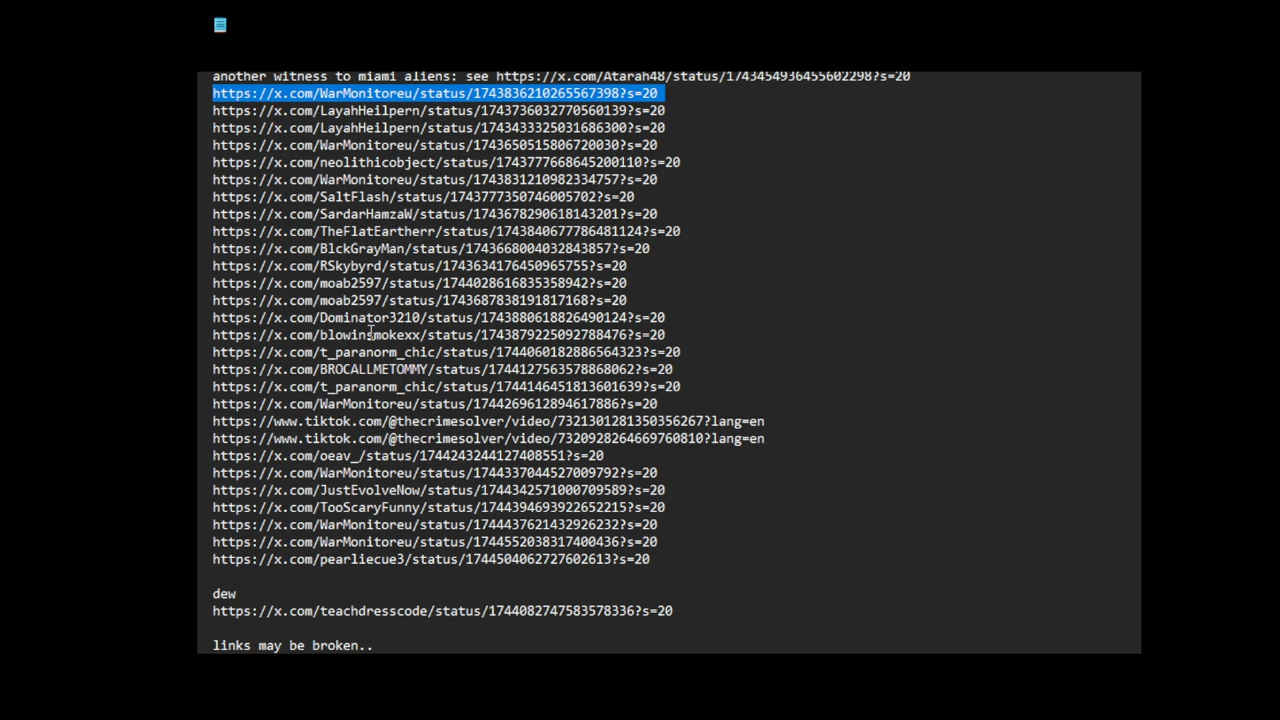 another witness to miami aliens: see https://x.com/Atarah48/status/1743454936455602298?s=20
https://x.com/WarMonitoreu/status/1743836210265567398?s=20
https://x.com/LayahHeilpern/status/1743736032770560139?s=20
https://x.com/LayahHeilpern/status/1743433325031686300?s=20
https://x.com/WarMonitoreu/status/1743650515806720030?s=20
https://x.com/neolithicobject/status/1743777668645200110?s=20
https://x.com/WarMonitoreu/status/1743831210982334757?s=20
https://x.com/SaltFlash/status/1743777350746005702?s=20
https://x.com/SardarHamzaW/status/1743678290618143201?s=20
https://x.com/TheFlatEartherr/status/1743840677786481124?s=20
https://x.com/BlckGrayMan/status/1743668004032843857?s=20
https://x.com/RSkybyrd/status/1743634176450965755?s=20
https://x.com/moab2597/status/1744028616835358942?s=20
https://x.com/moab2597/status/1743687838191817168?s=20
https://x.com/Dominator3210/status/1743880618826490124?s=20
https://x.com/blowinsmokexx/status/1743879225092788476?s=20
https://x.com/t_paranorm_chic/status/1744060182886564323?s=20
https://x.com/BROCALLMETOMMY/status/1744127563578868062?s=20
https://x.com/t_paranorm_chic/status/1744146451813601639?s=20
https://x.com/WarMonitoreu/status/1744269612894617886?s=20
https://www.tiktok.com/@thecrimesolver/video/7321301281350356267?lang=en
https://www.tiktok.com/@thecrimesolver/video/7320928264669760810?lang=en
https://x.com/oeav_/status/1744243244127408551?s=20
https://x.com/WarMonitoreu/status/1744337044527009792?s=20
https://x.com/JustEvolveNow/status/1744342571000709589?s=20
https://x.com/TooScaryFunny/status/1744394693922652215?s=20
https://x.com/WarMonitoreu/status/1744437621432926232?s=20
https://x.com/WarMonitoreu/status/1744552038317400436?s=20
https://x.com/pearliecue3/status/1744504062727602613?s=20
dew
https://x.com/teachdresscode/status/1744082747583578336?s=20
links may be broken..